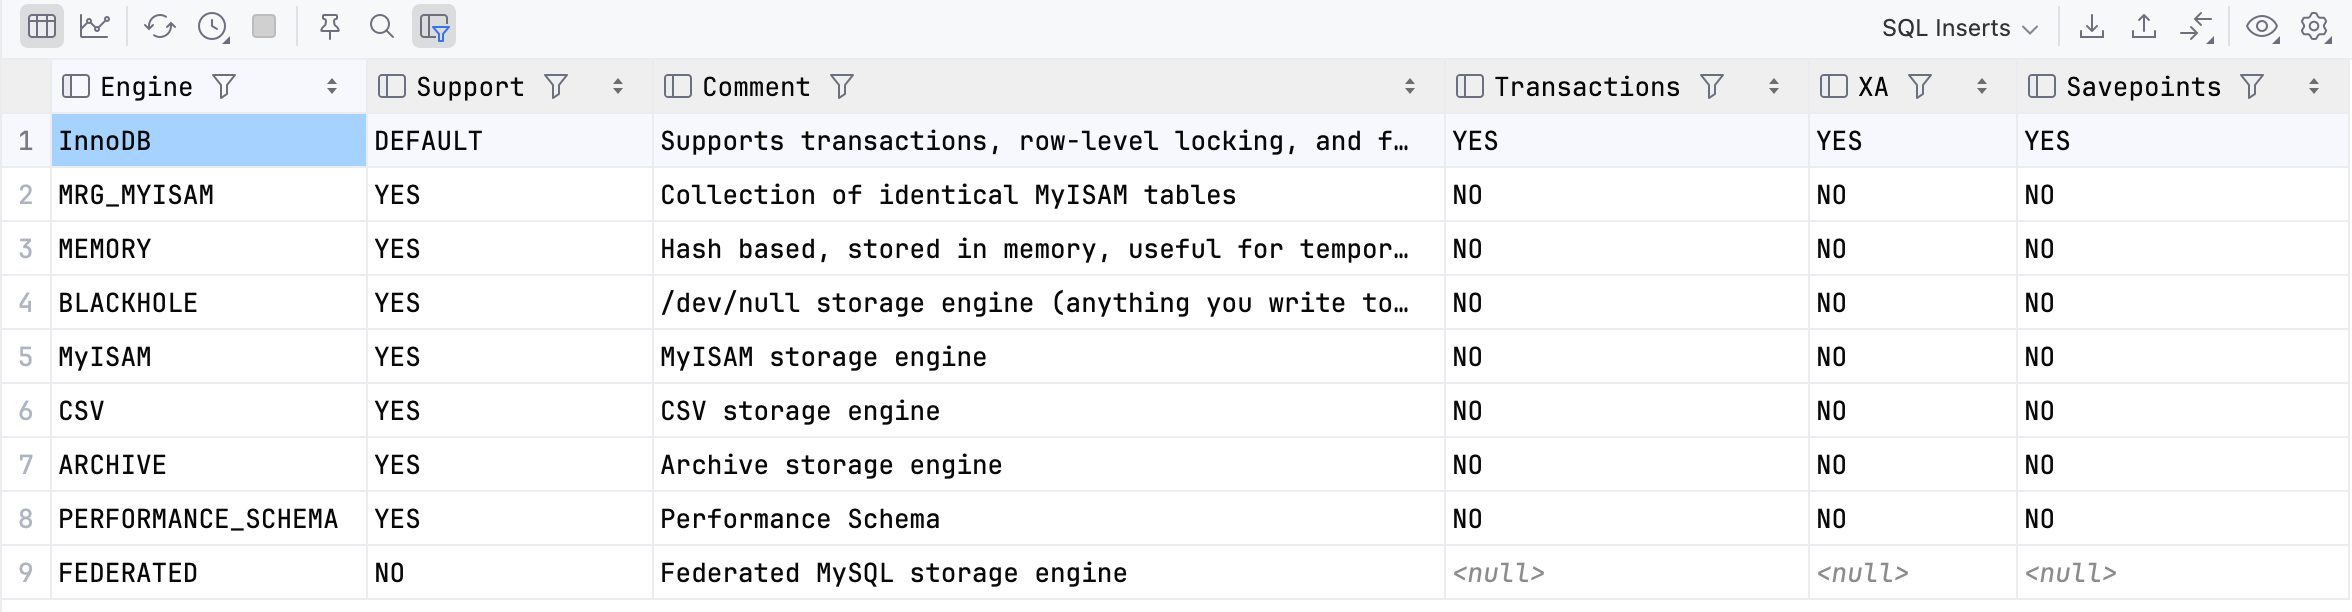 SQL Inserts
Engine Support Comment Transactions XA Savepoints
1 InnoDB DEFAULT Supports transactions, row-level locking, and f… YES YES YES
2 MRG_MYISAM YES Collection of identical MyISAM tables NO NO NO
3 MEMORY YES Hash based, stored in memory, useful for tempor… NO NO NO
4 BLACKHOLE YES /dev/null storage engine (anything you write to… NO NO NO
5 MyISAM YES MyISAM storage engine NO NO NO
6 CSV YES CSV storage engine NO NO NO
7 ARCHIVE YES Archive storage engine NO NO NO
8 PERFORMANCE_SCHEMA YES Performance Schema NO NO NO
9 FEDERATED NO Federated MySQL storage engine <null> <null> <null>